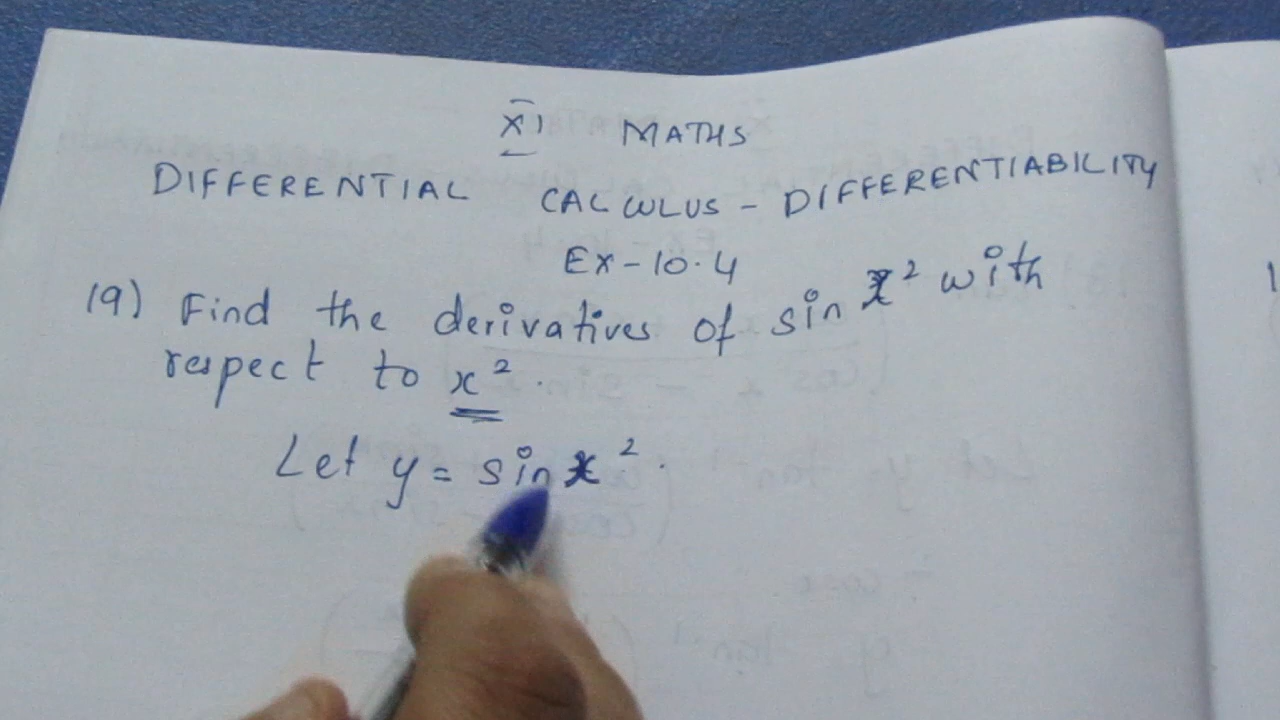 XI MATHS
DIFFERENTIAL CALCULUS - DIFFERENTIABILITY
EX - 10.4
19) Find the derivatives of sin x² with
respect to x².
Let y = sin x².